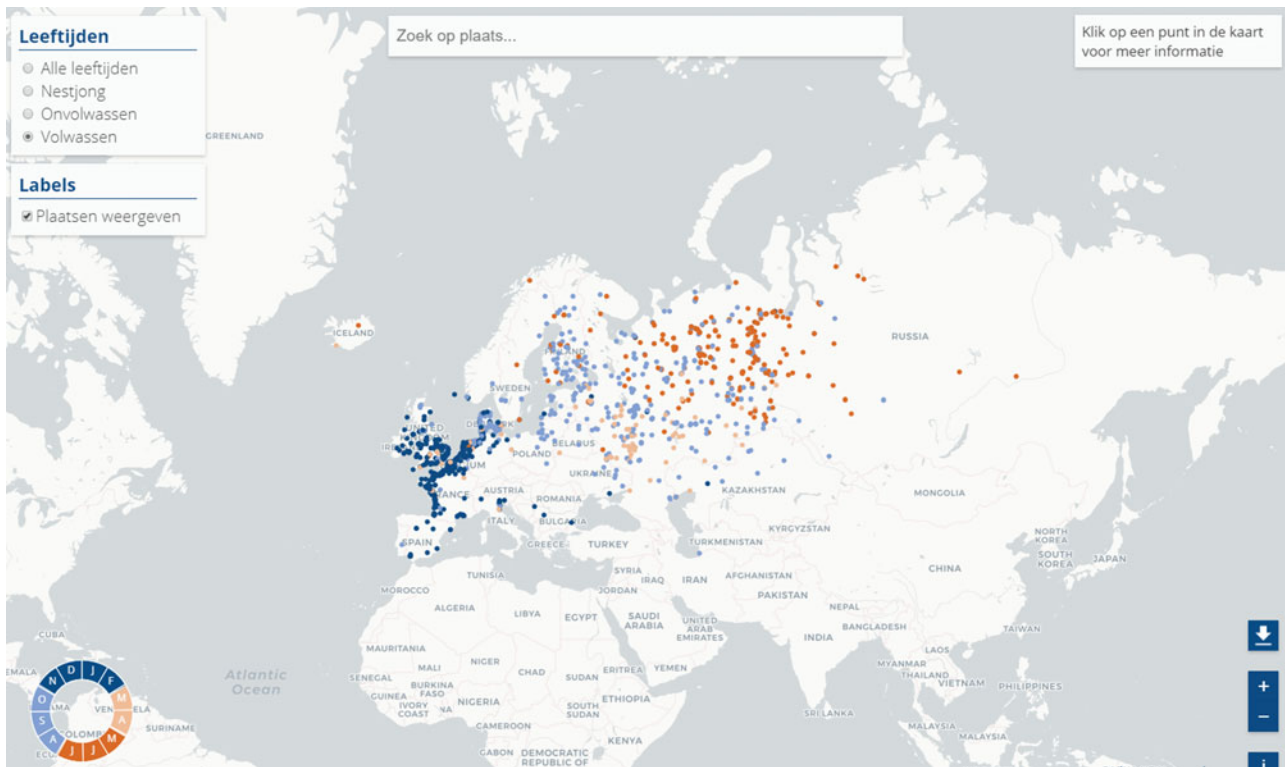 Leeftijden
Alle leeftijden
Nestjong
Onvolwassen
Volwassen
Labels
Plaatsen weergeven
Zoek op plaats...
Klik op een punt in de kaart
voor meer informatie
GREENLAND
ICELAND
SWEDEN
RUSSIA
POLAND
BELARUS
UKRAINE
AUSTRIA
ROMANIA
KAZAKHSTAN
MONGOLIA
ITALY
BULGARIA
SPAIN
GREECE
TURKEY
TURKMENISTAN
KYRGYZSTAN
NORTH
KOREA
SOUTH
KOREA
JAPAN
TUNISIA
SYRIA
IRAQ
IRAN
AFGHANISTAN
CHINA
MOROCCO
JORDAN
PAKISTAN
ALGERIA
LIBYA
EGYPT
SAUDI
ARABIA
UNITED
ARAB
EMIRATES
NEPAL
BANGLADESH
INDIA
TAIWAN
CUBA
MAURITANIA
LAOS
MYANMAR
THAILAND
VIETNAM
PHILIPPINES
Atlantic
Ocean
SENEGAL
MALI
NIGER
CHAD
SUDAN
ERITREA
YEMEN
GUINEA
BURKINA
FASO
IVORY
COAST
NIGERIA
SOUTH
SUDAN
ETHIOPIA
SRI LANKA
CAMEROON
MALAYSIA
MALAYSIA
SURINAME
GABON
DEMOCRATIC
REPUBLIC OF
KENYA
N D J F
O M
S A
A J J M
+
−
i